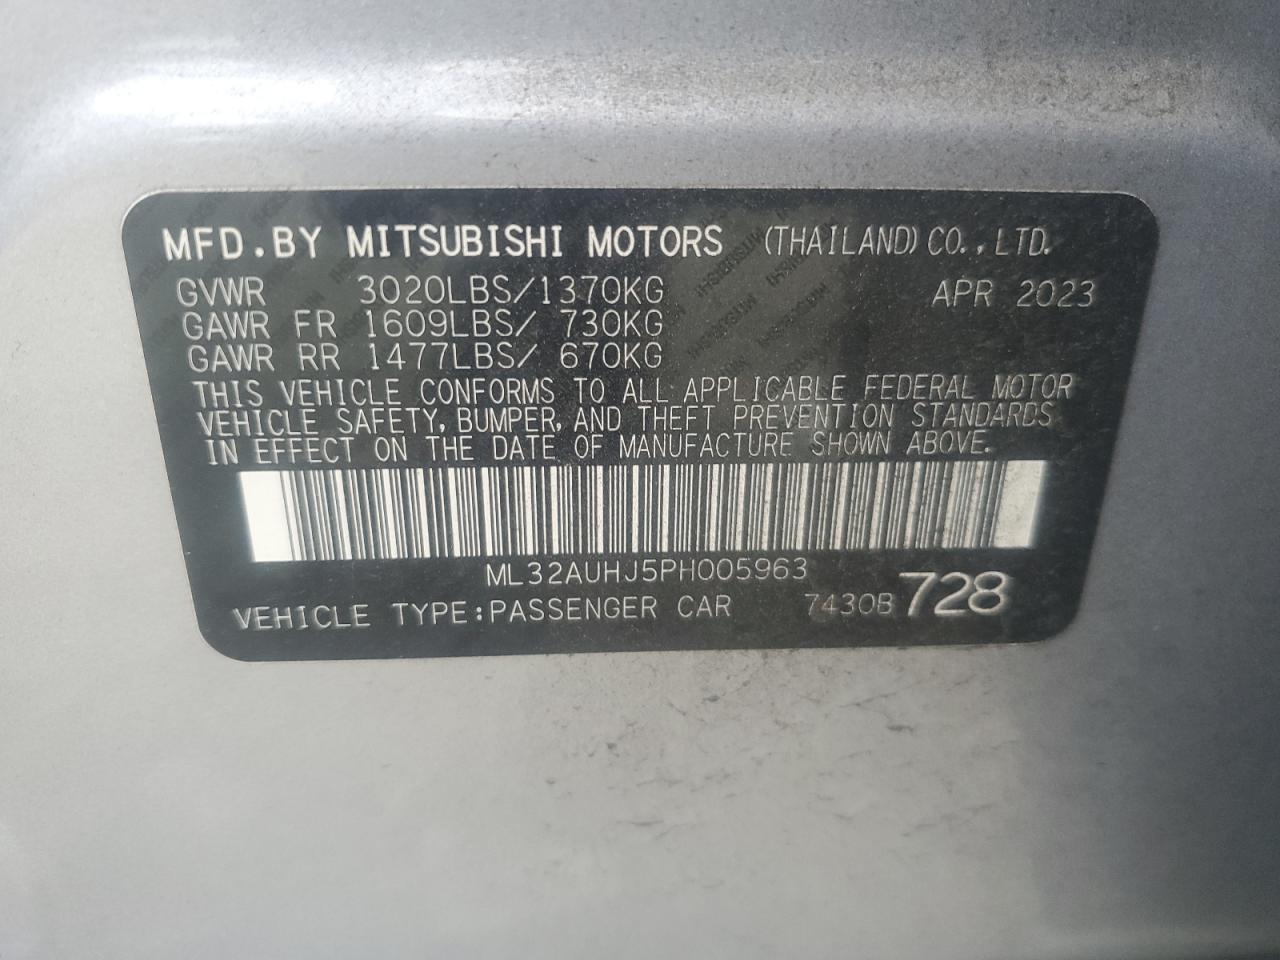 MFD.BY MITSUBISHI MOTORS (THAILAND) CO.,LTD.
GVWR 3020LBS/1370KG APR 2023
GAWR FR 1609LBS/ 730KG
GAWR RR 1477LBS/ 670KG
THIS VEHICLE CONFORMS TO ALL APPLICABLE FEDERAL MOTOR
VEHICLE SAFETY, BUMPER, AND THEFT PREVENTION STANDARDS
IN EFFECT ON THE DATE OF MANUFACTURE SHOWN ABOVE.
ML32AUHJ5PH005963
VEHICLE TYPE:PASSENGER CAR 7430B 728